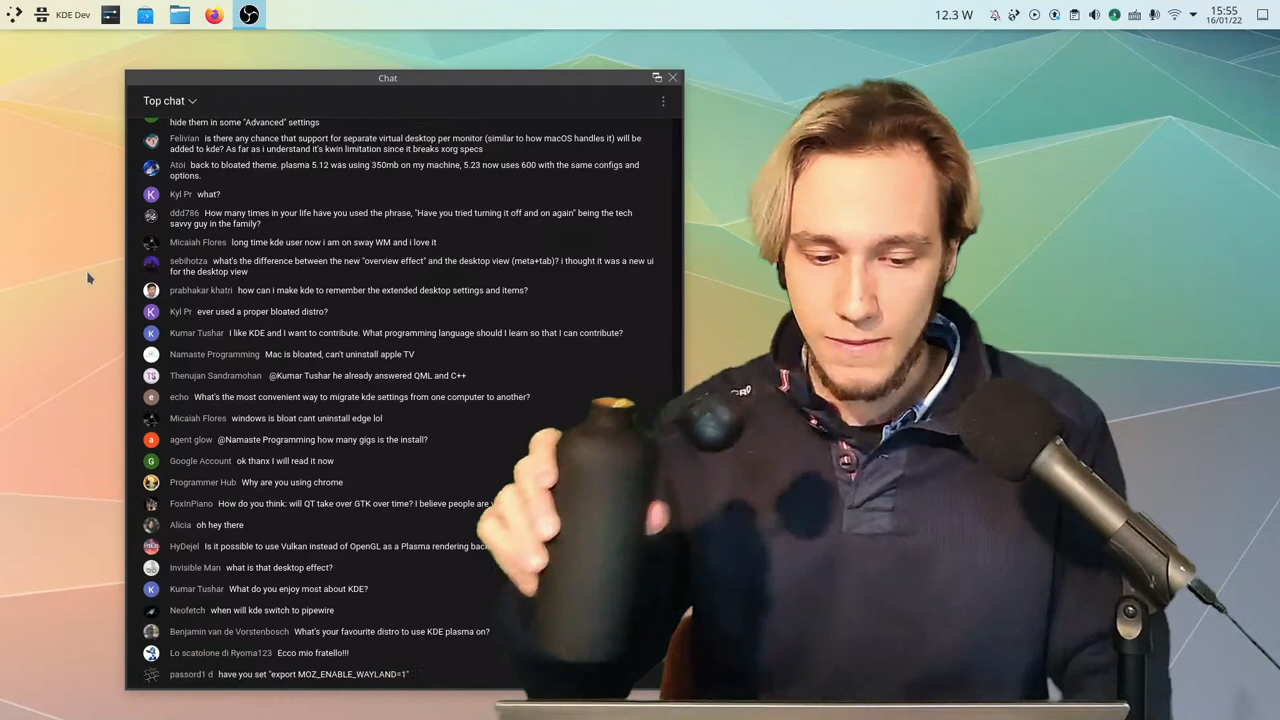 KDE Dev
12.3 W
15:55
16/01/22
Chat
Top chat
hide them in some "Advanced" settings
Felivian is there any chance that support for separate virtual desktop per monitor (similar to how macOS handles it) will be
added to kde? As far as i understand it's kwin limitation since it breaks xorg specs
Atoi back to bloated theme. plasma 5.12 was using 350mb on my machine, 5.23 now uses 600 with the same configs and
options.
K Kyl Pr what?
ddd786 How many times in your life have you used the phrase, "Have you tried turning it off and on again" being the tech
savvy guy in the family?
Micaiah Flores long time kde user now i am on sway WM and i love it
sebihotza what's the difference between the new "overview effect" and the desktop view (meta+tab)? i thought it was a new ui
for the desktop view
prabhakar khatri how can i make kde to remember the extended desktop settings and items?
K Kyl Pr ever used a proper bloated distro?
K Kumar Tushar I like KDE and I want to contribute. What programming language should I learn so that I can contribute?
Namaste Programming Mac is bloated, can't uninstall apple TV
TS Thenujan Sandramohan @Kumar Tushar he already answered QML and C++
e echo What's the most convenient way to migrate kde settings from one computer to another?
Micaiah Flores windows is bloat cant uninstall edge lol
a agent glow @Namaste Programming how many gigs is the install?
G Google Account ok thanx I will read it now
Programmer Hub Why are you using chrome
FoxInPiano How do you think: will QT take over GTK over time? I believe people are
Alicia oh hey there
HyDejel Is it possible to use Vulkan instead of OpenGL as a Plasma rendering
Invisible Man what is that desktop effect?
K Kumar Tushar What do you enjoy most about KDE?
Neofetch when will kde switch to pipewire
Benjamin van de Vorstenbosch What's your favourite distro to use KDE plasma on?
Lo scatolone di Ryoma123 Ecco mio fratello!!!
passord1 d have you set "export MOZ_ENABLE_WAYLAND=1"